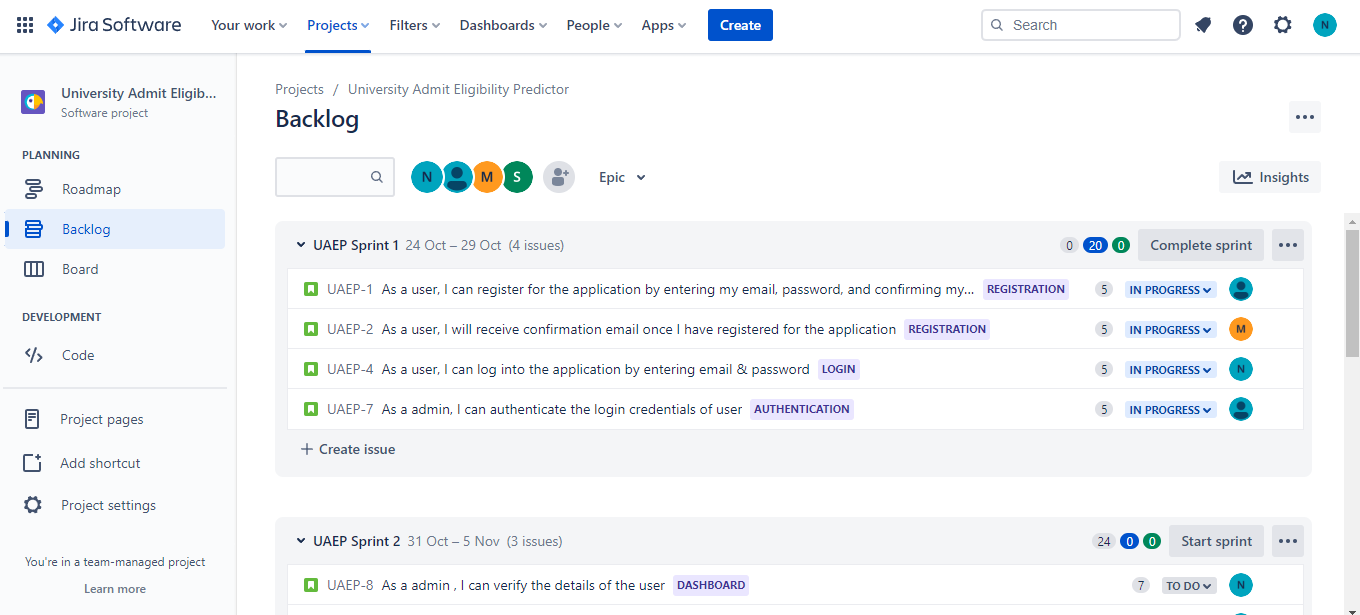 Jira Software Your work Projects Filters Dashboards People Apps Create Search N
University Admit Eligib...
Software project
PLANNING
Roadmap
Backlog
Board
DEVELOPMENT
Code
Project pages
Add shortcut
Project settings
You're in a team-managed project
Learn more
Projects / University Admit Eligibility Predictor
Backlog
N M S Epic Insights
UAEP Sprint 1 24 Oct – 29 Oct (4 issues) 0 20 0 Complete sprint
UAEP-1 As a user, I can register for the application by entering my email, password, and confirming my... REGISTRATION 5 IN PROGRESS
UAEP-2 As a user, I will receive confirmation email once I have registered for the application REGISTRATION 5 IN PROGRESS M
UAEP-4 As a user, I can log into the application by entering email & password LOGIN 5 IN PROGRESS N
UAEP-7 As a admin, I can authenticate the login credentials of user AUTHENTICATION 5 IN PROGRESS
Create issue
UAEP Sprint 2 31 Oct – 5 Nov (3 issues) 24 0 0 Start sprint
UAEP-8 As a admin , I can verify the details of the user DASHBOARD 7 TO DO N